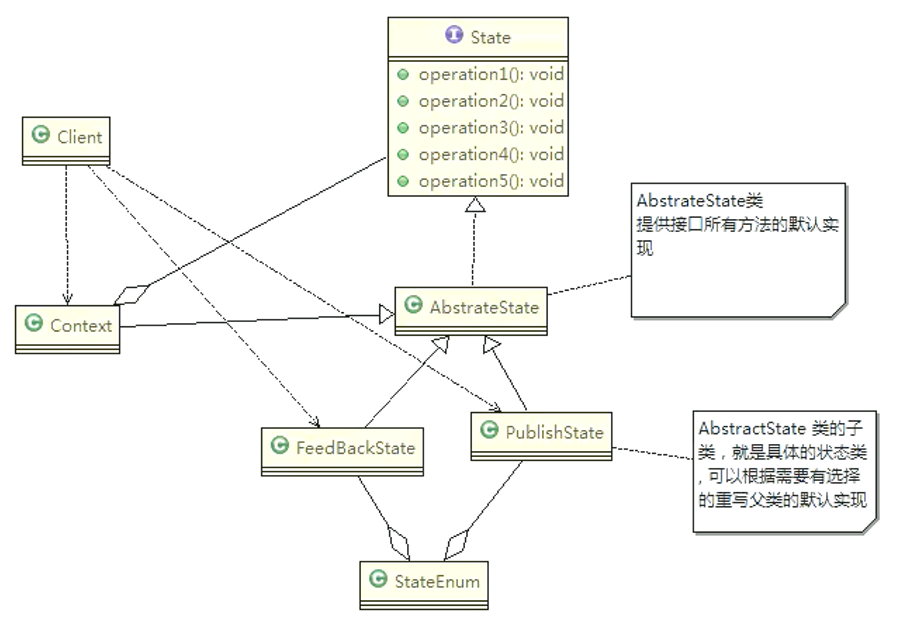 State
operation1(): void
operation2(): void
operation3(): void
operation4(): void
operation5(): void
Client
AbstrateState类
提供接口所有方法的默认实
现
Context
AbstrateState
FeedBackState
PublishState
AbstractState 类的子
类，就是具体的状态类
，可以根据需要有选择
的重写父类的默认实现
StateEnum